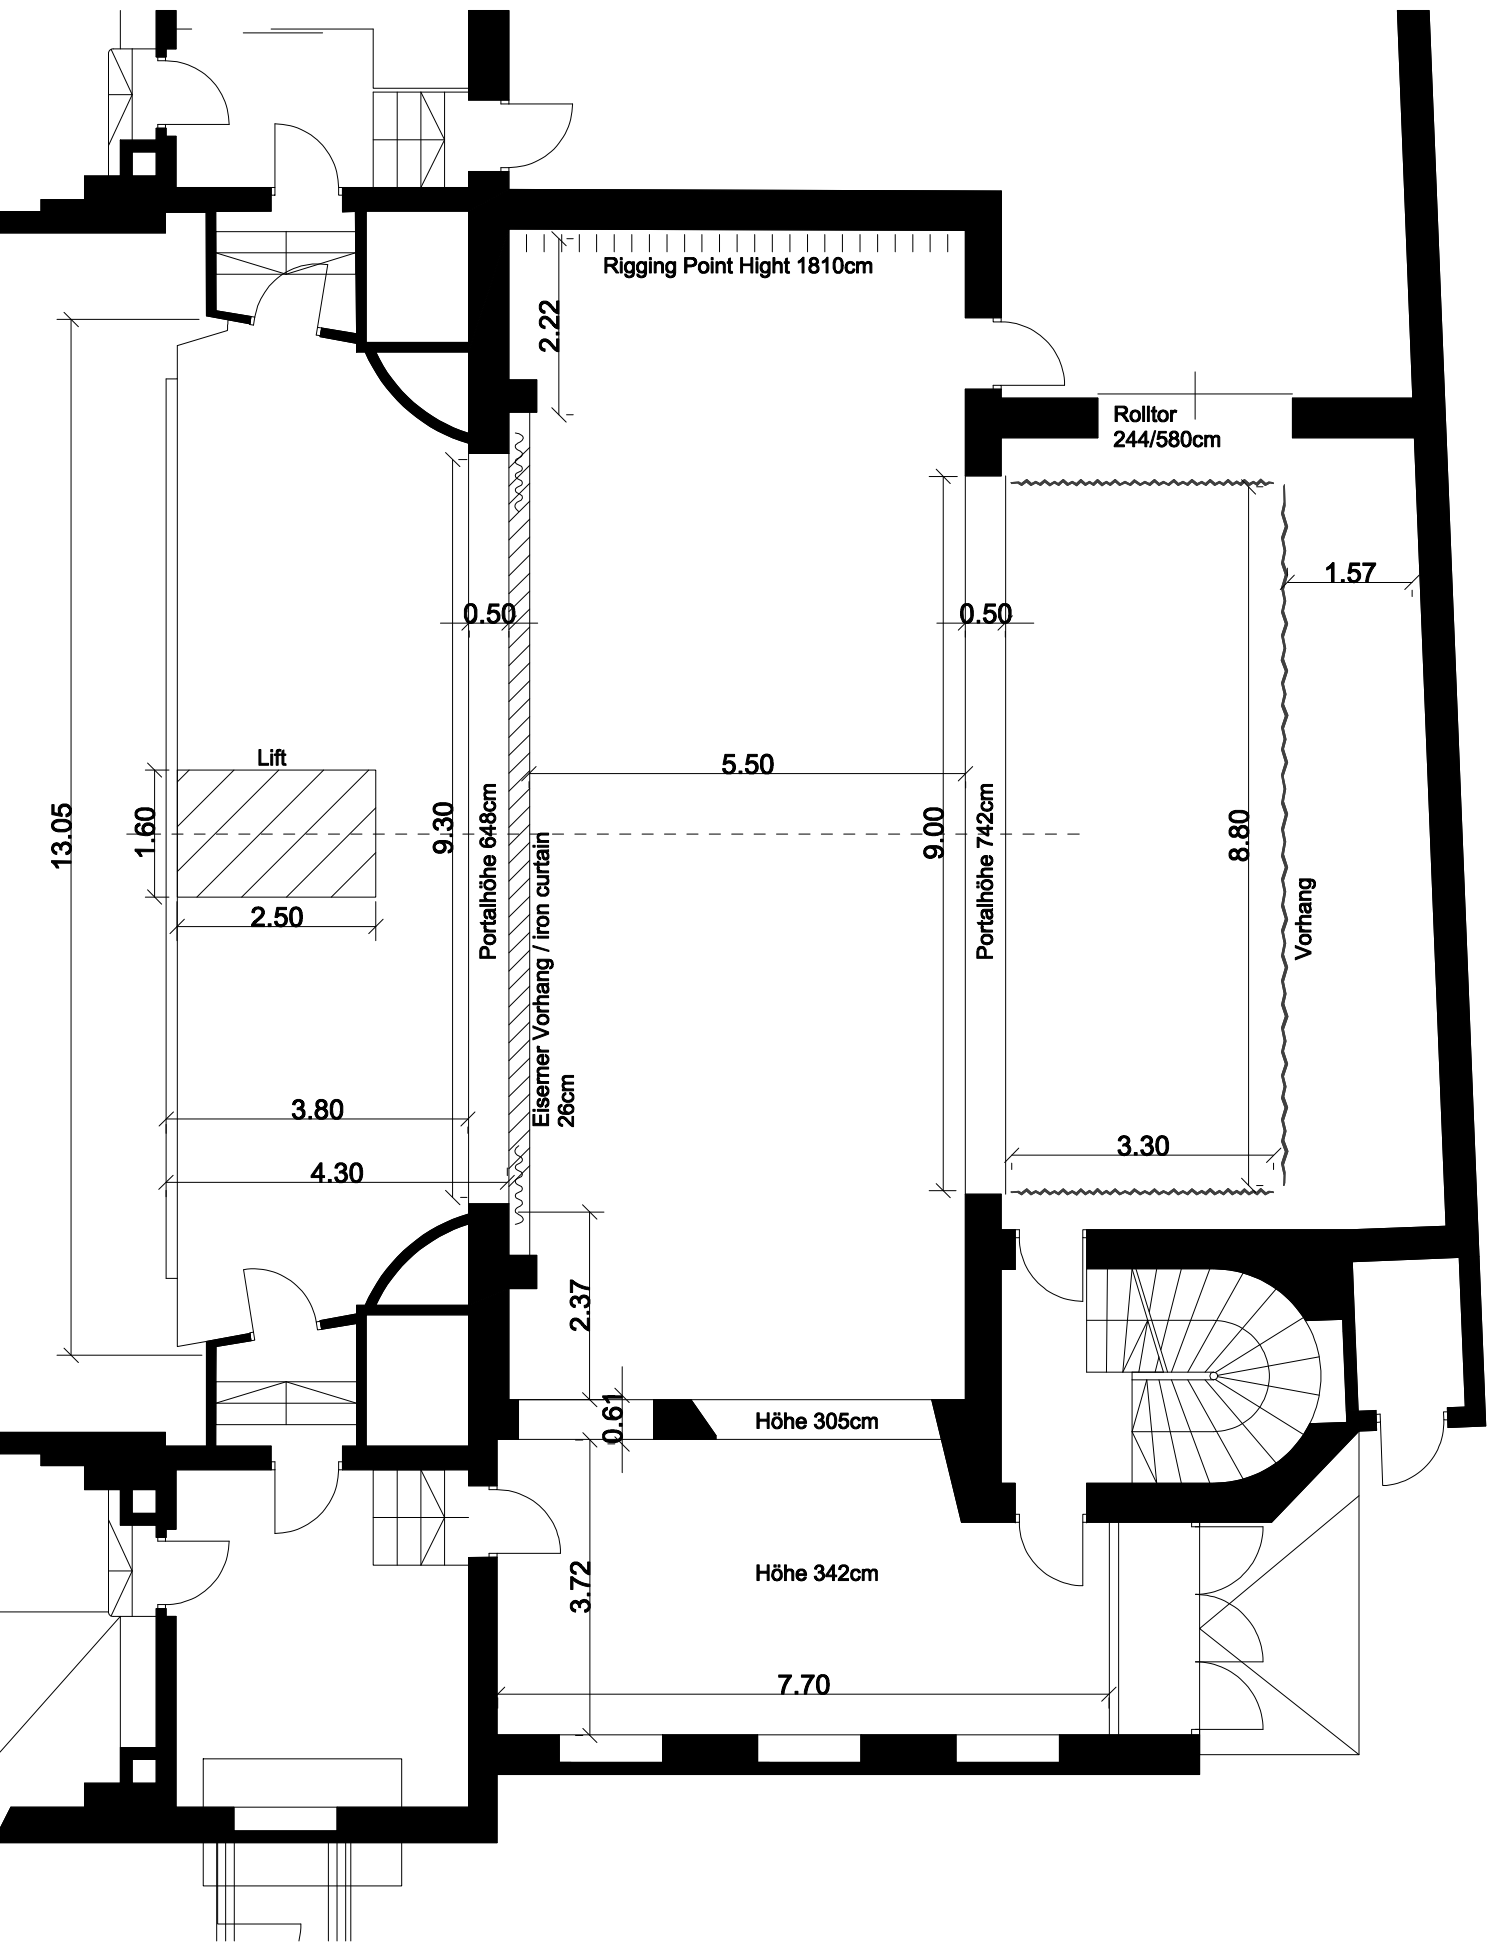 Rigging Point Hight 1810cm
2.22
Rolltor
244/580cm
1.57
0.50
0.50
5.50
Lift
13.05
1.60
2.50
9.30
Portalhöhe 648cm
Eiserner Vorhang / iron curtain
26cm
9.00
Portalhöhe 742cm
8.80
Vorhang
3.80
4.30
3.30
2.37
0.61
Höhe 305cm
3.72
Höhe 342cm
7.70